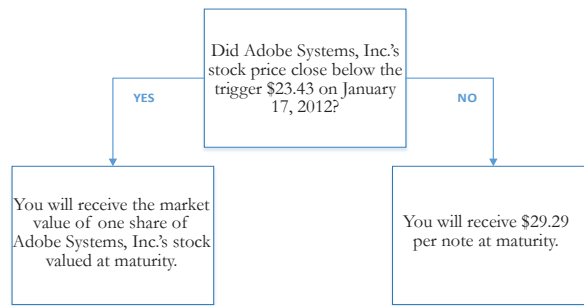 Did Adobe Systems, Inc.'s
stock price close below the
trigger $23.43 on January
17, 2012?
YES
NO
You will receive the market
value of one share of
Adobe Systems, Inc.'s stock
valued at maturity.
You will receive $29.29
per note at maturity.